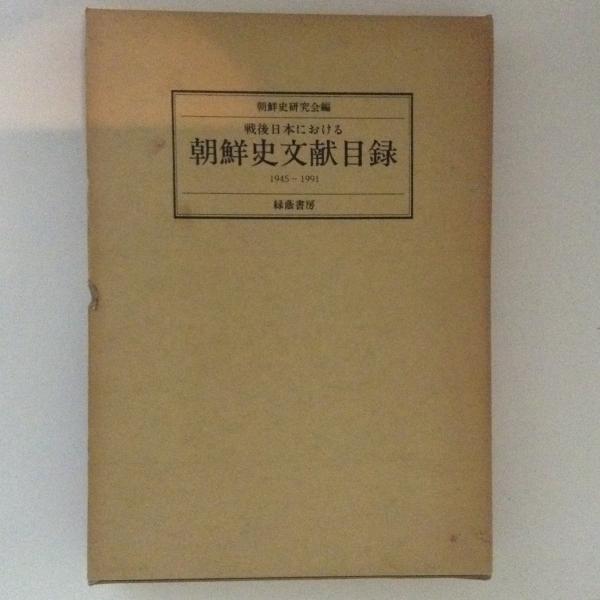 朝鮮史研究会編
戦後日本における
朝鮮史文献目録
1945-1991
緑蔭書房